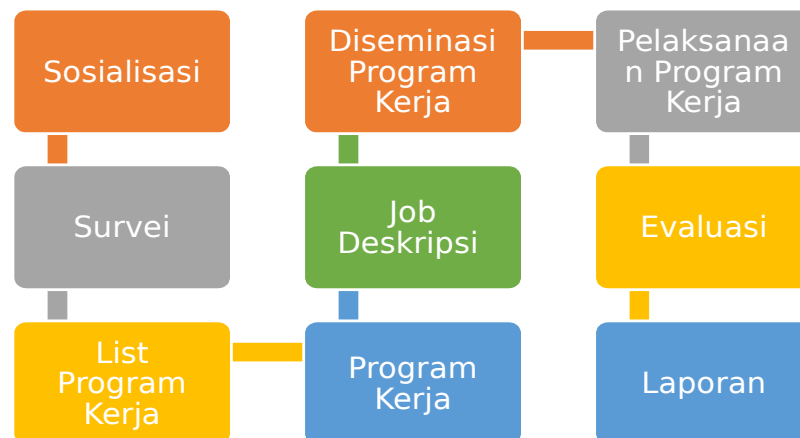 Sosialisasi
Survei
List
Program
Kerja
Program
Kerja
Job
Deskripsi
Diseminasi
Program
Kerja
Pelaksanaa
n Program
Kerja
Evaluasi
Laporan